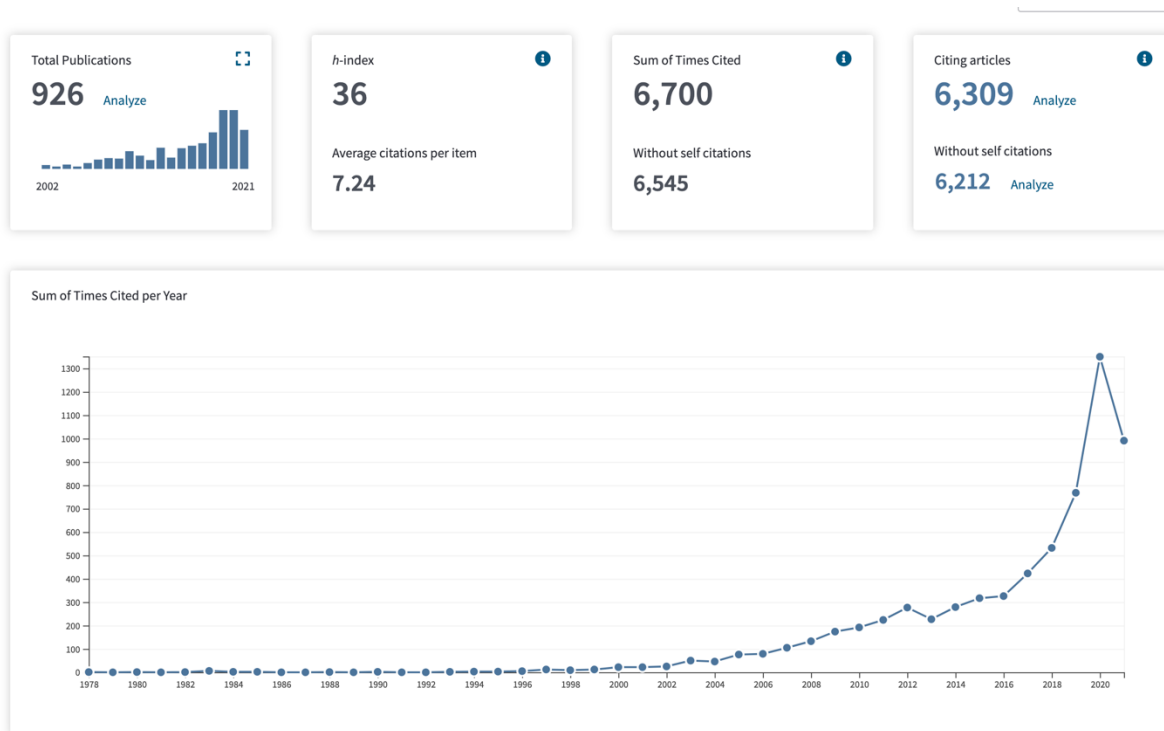 Total Publications
926 Analyze
2002 2021
h-index
36
Average citations per item
7.24
Sum of Times Cited
6,700
Without self citations
6,545
Citing articles
6,309 Analyze
Without self citations
6,212 Analyze
Sum of Times Cited per Year
1300
1200
1100
1000
900
800
700
600
500
400
300
200
100
0
1978 1980 1982 1984 1986 1988 1990 1992 1994 1996 1998 2000 2002 2004 2006 2008 2010 2012 2014 2016 2018 2020